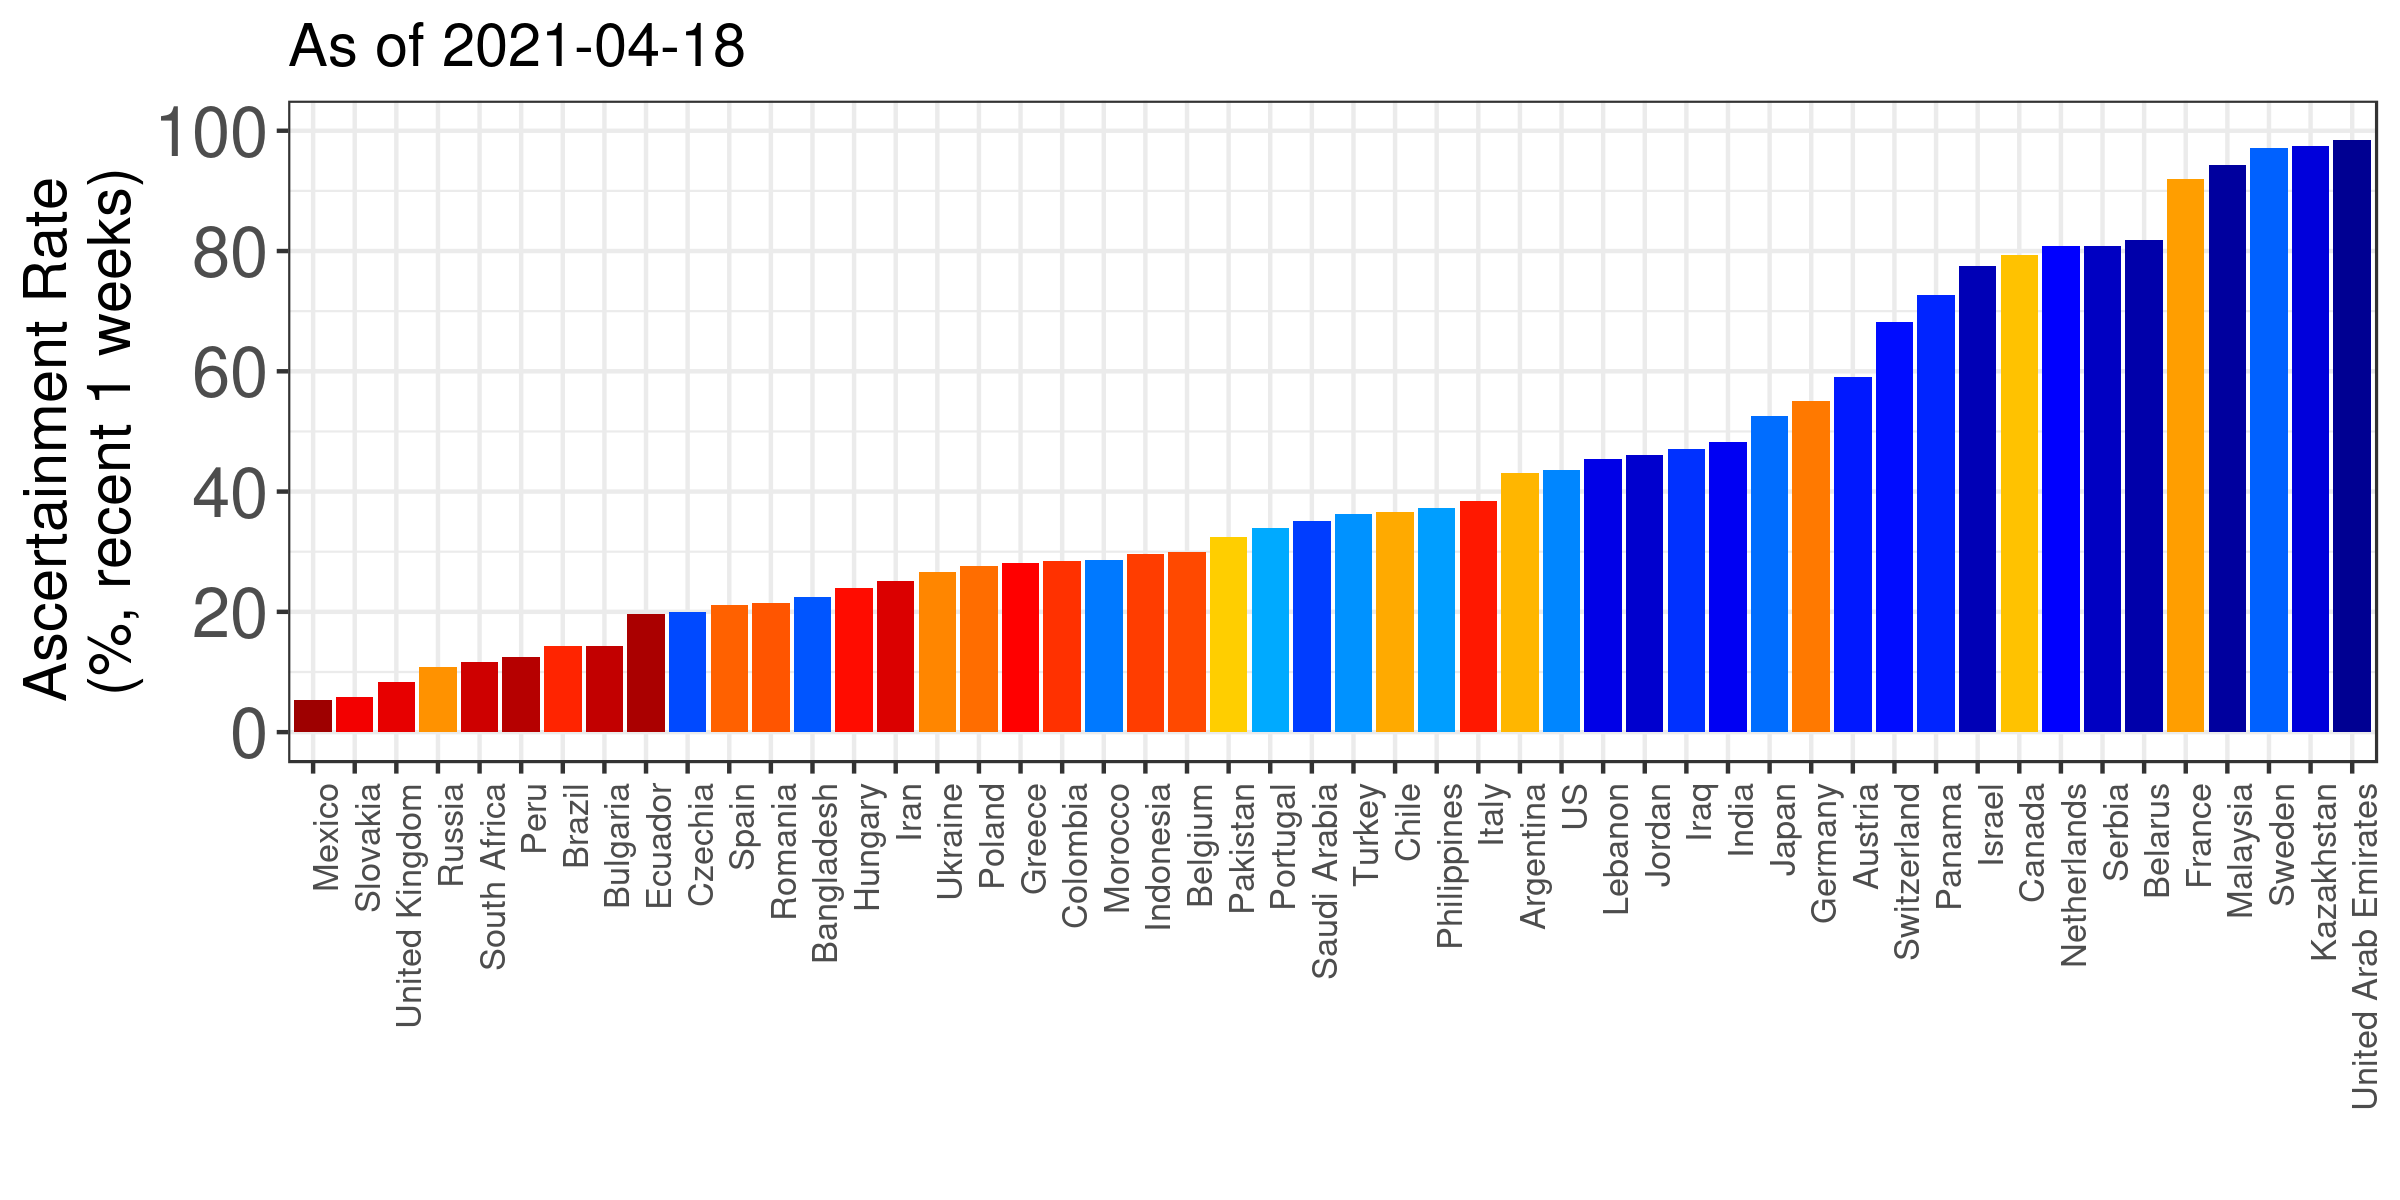 As of 2021-04-18
Ascertainment Rate
(%, recent 1 weeks)
100
80
60
40
20
0
Mexico
Slovakia
United Kingdom
Russia
South Africa
Peru
Brazil
Bulgaria
Ecuador
Czechia
Spain
Romania
Bangladesh
Hungary
Iran
Ukraine
Poland
Greece
Colombia
Morocco
Indonesia
Belgium
Pakistan
Portugal
Saudi Arabia
Turkey
Chile
Philippines
Italy
Argentina
US
Lebanon
Jordan
Iraq
India
Japan
Germany
Austria
Switzerland
Panama
Israel
Canada
Netherlands
Serbia
Belarus
France
Malaysia
Sweden
Kazakhstan
United Arab Emirates